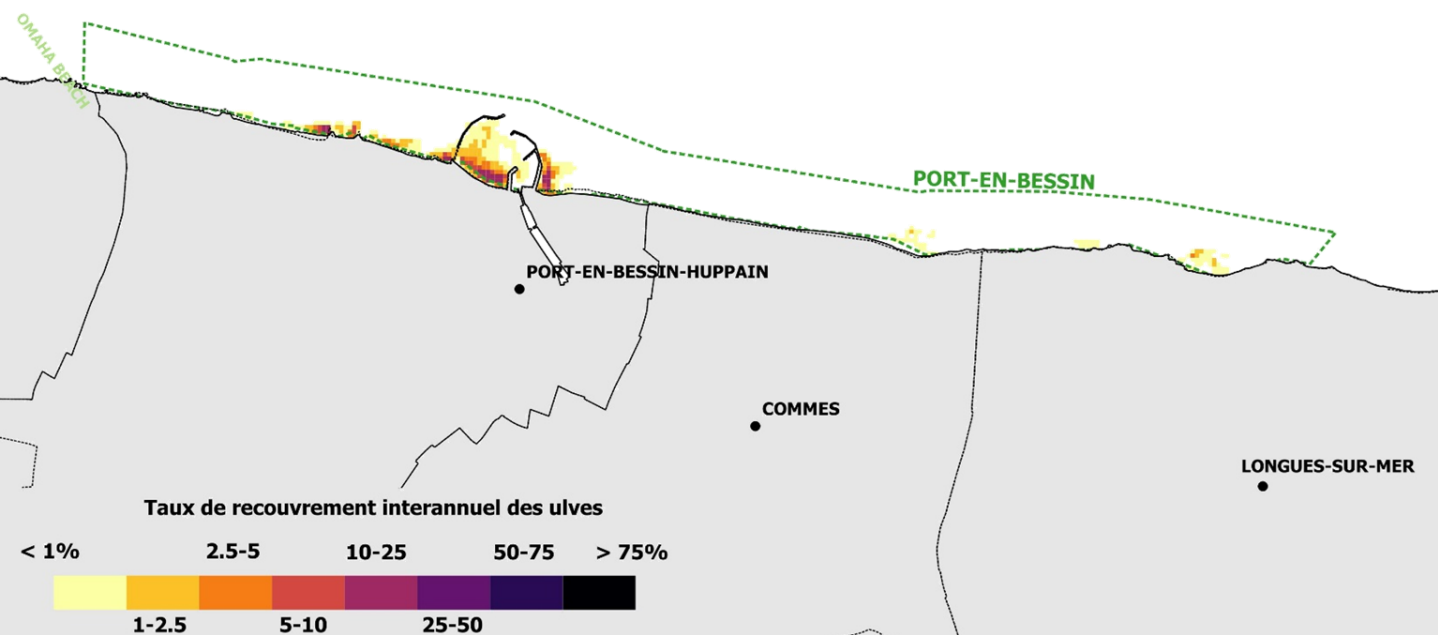 OMAHA BEACH
PORT-EN-BESSIN
PORT-EN-BESSIN-HUPPAIN
COMMES
LONGUES-SUR-MER
Taux de recouvrement interannuel des ulves
< 1% 2.5-5 10-25 50-75 > 75%
1-2.5 5-10 25-50